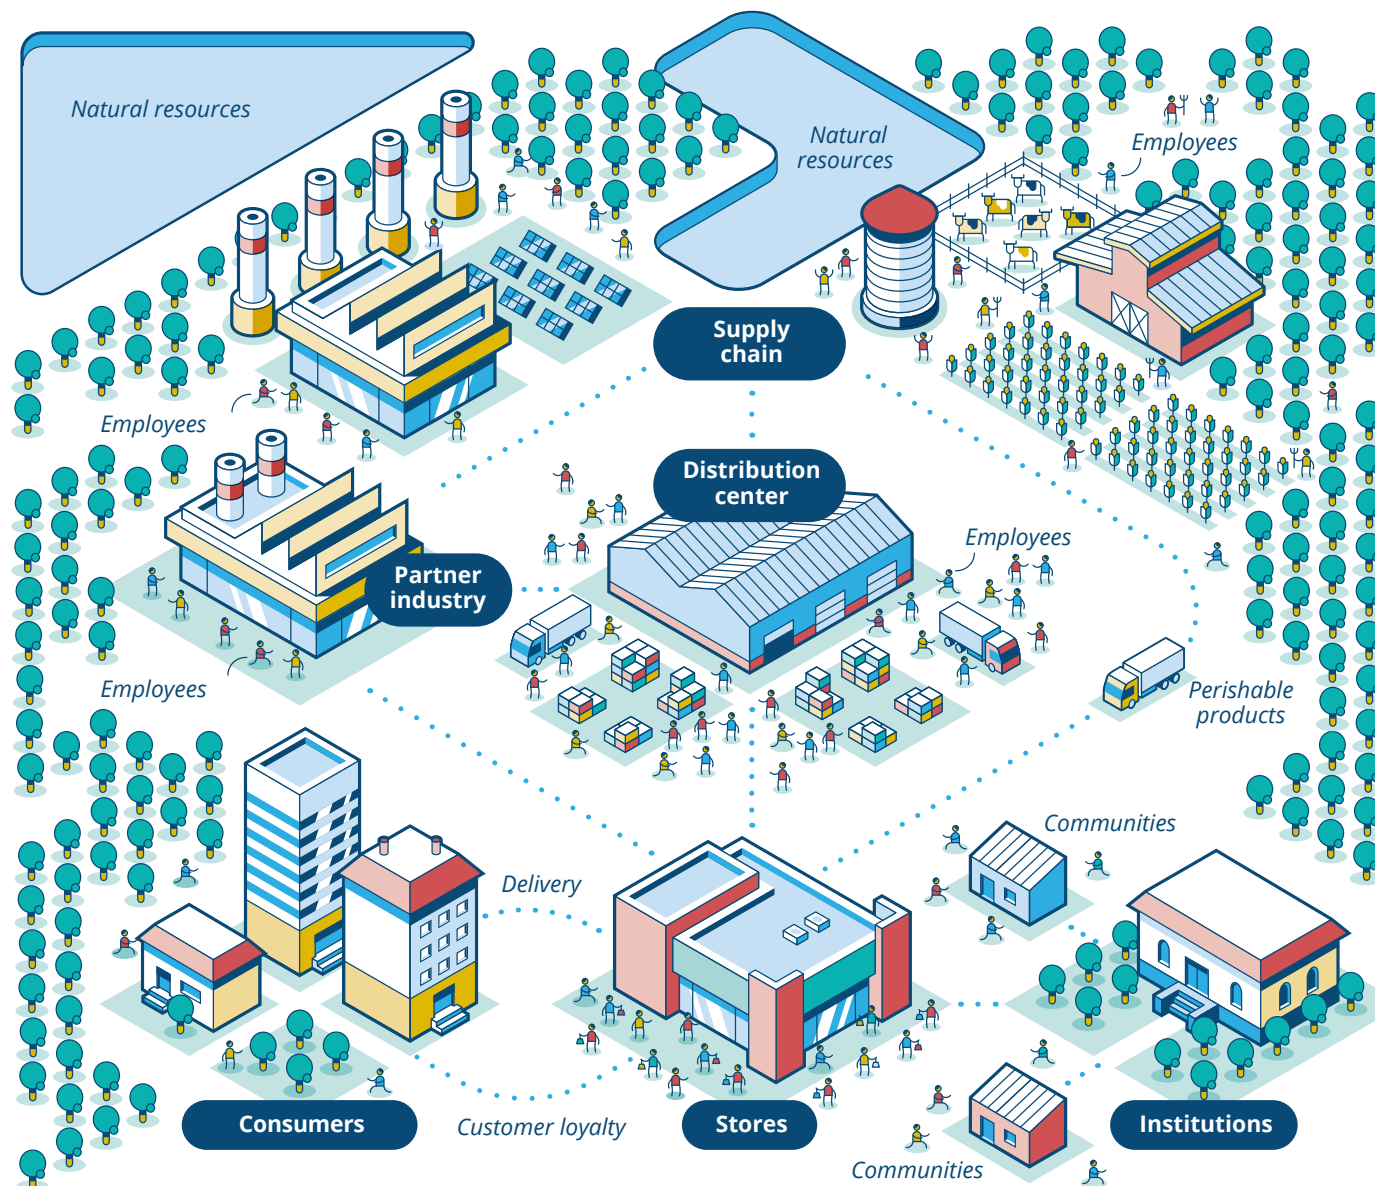 Natural resources
Natural
resources
Employees
Supply
chain
Employees
Distribution
center
Employees
Partner
industry
Employees
Perishable
products
Communities
Delivery
Consumers
Customer loyalty
Stores
Institutions
Communities